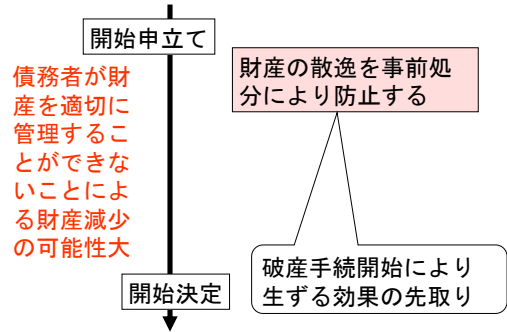 開始申立て
債務者が財
産を適切に
管理するこ
とができな
いことによ
る財産減少
の可能性大
財産の散逸を事前処
分により防止する
破産手続開始により
生ずる効果の先取り
開始決定